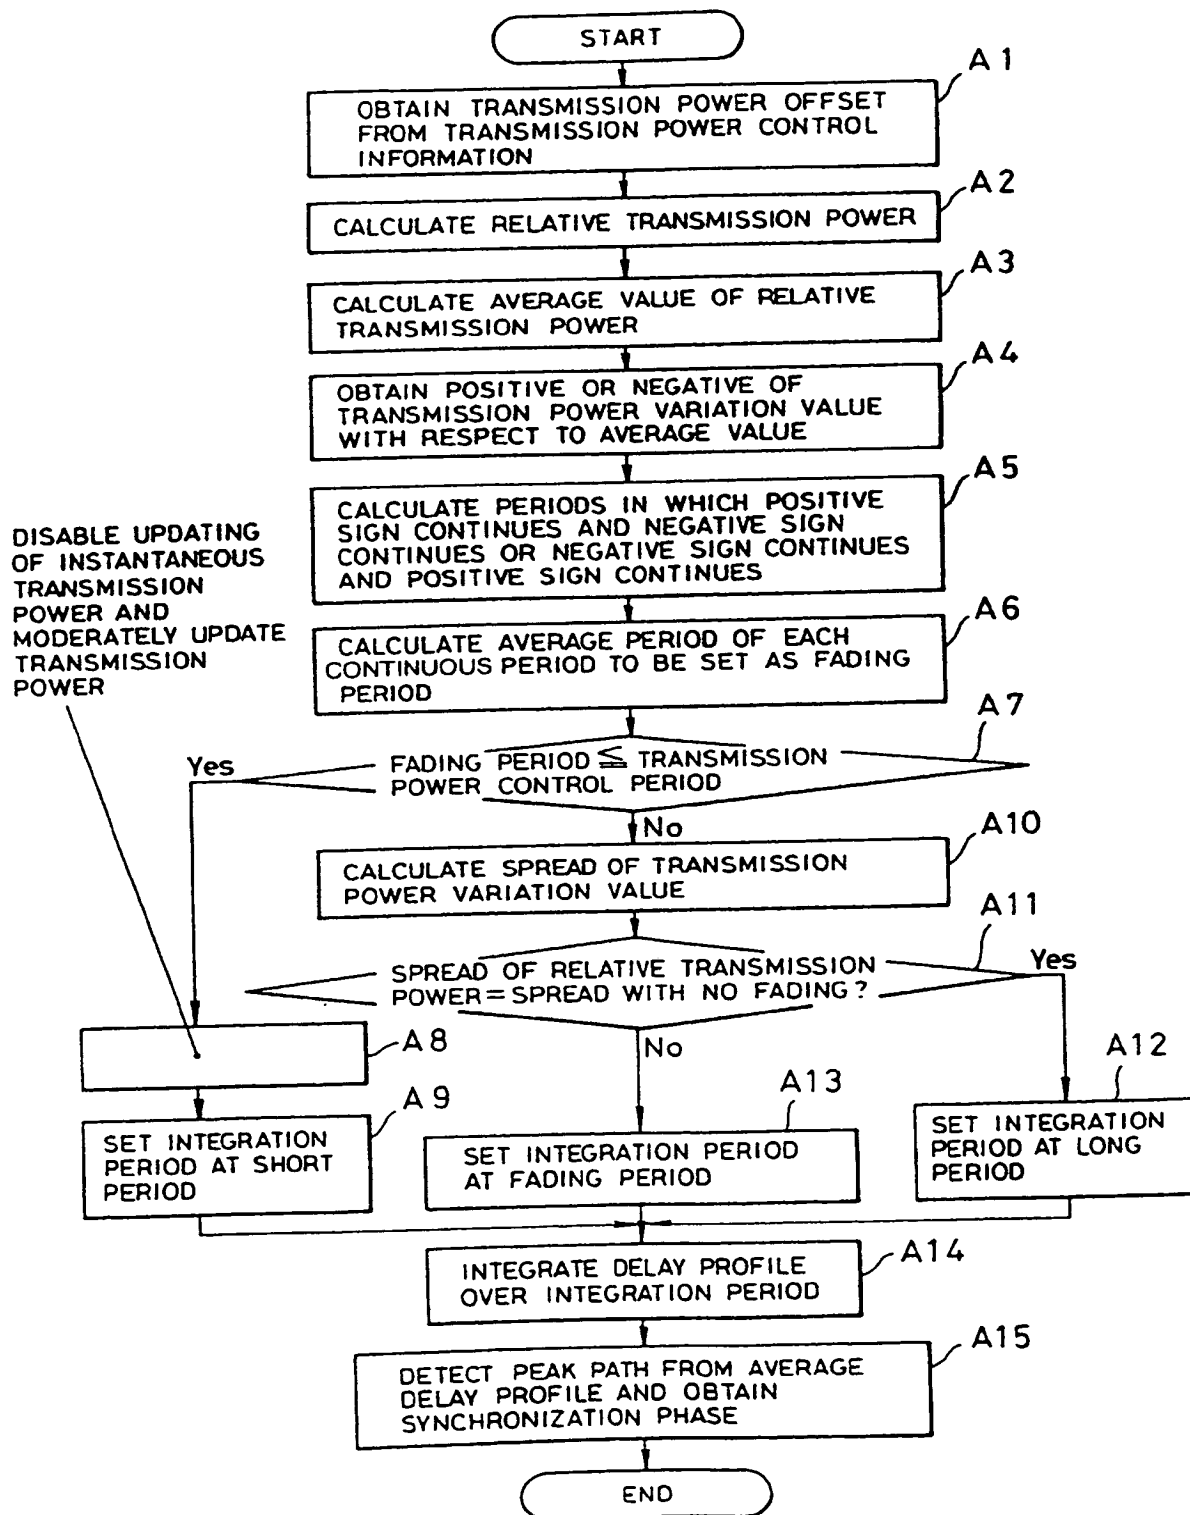 START
A1
OBTAIN TRANSMISSION POWER OFFSET
FROM TRANSMISSION POWER CONTROL
INFORMATION
A2
CALCULATE RELATIVE TRANSMISSION POWER
A3
CALCULATE AVERAGE VALUE OF RELATIVE
TRANSMISSION POWER
A4
OBTAIN POSITIVE OR NEGATIVE OF
TRANSMISSION POWER VARIATION VALUE
WITH RESPECT TO AVERAGE VALUE
A5
CALCULATE PERIODS IN WHICH POSITIVE
SIGN CONTINUES AND NEGATIVE SIGN
CONTINUES OR NEGATIVE SIGN CONTINUES
AND POSITIVE SIGN CONTINUES
DISABLE UPDATING
OF INSTANTANEOUS
TRANSMISSION
POWER AND
MODERATELY UPDATE
TRANSMISSION
POWER
A6
CALCULATE AVERAGE PERIOD OF EACH
CONTINUOUS PERIOD TO BE SET AS FADING
PERIOD
A7
Yes
FADING PERIOD ≦ TRANSMISSION
POWER CONTROL PERIOD
No
A10
CALCULATE SPREAD OF TRANSMISSION
POWER VARIATION VALUE
A11
SPREAD OF RELATIVE TRANSMISSION
POWER = SPREAD WITH NO FADING?
Yes
No
A8
A9
SET INTEGRATION
PERIOD AT SHORT
PERIOD
A13
SET INTEGRATION PERIOD
AT FADING PERIOD
A12
SET INTEGRATION
PERIOD AT LONG
PERIOD
A14
INTEGRATE DELAY PROFILE
OVER INTEGRATION PERIOD
A15
DETECT PEAK PATH FROM AVERAGE
DELAY PROFILE AND OBTAIN
SYNCHRONIZATION PHASE
END